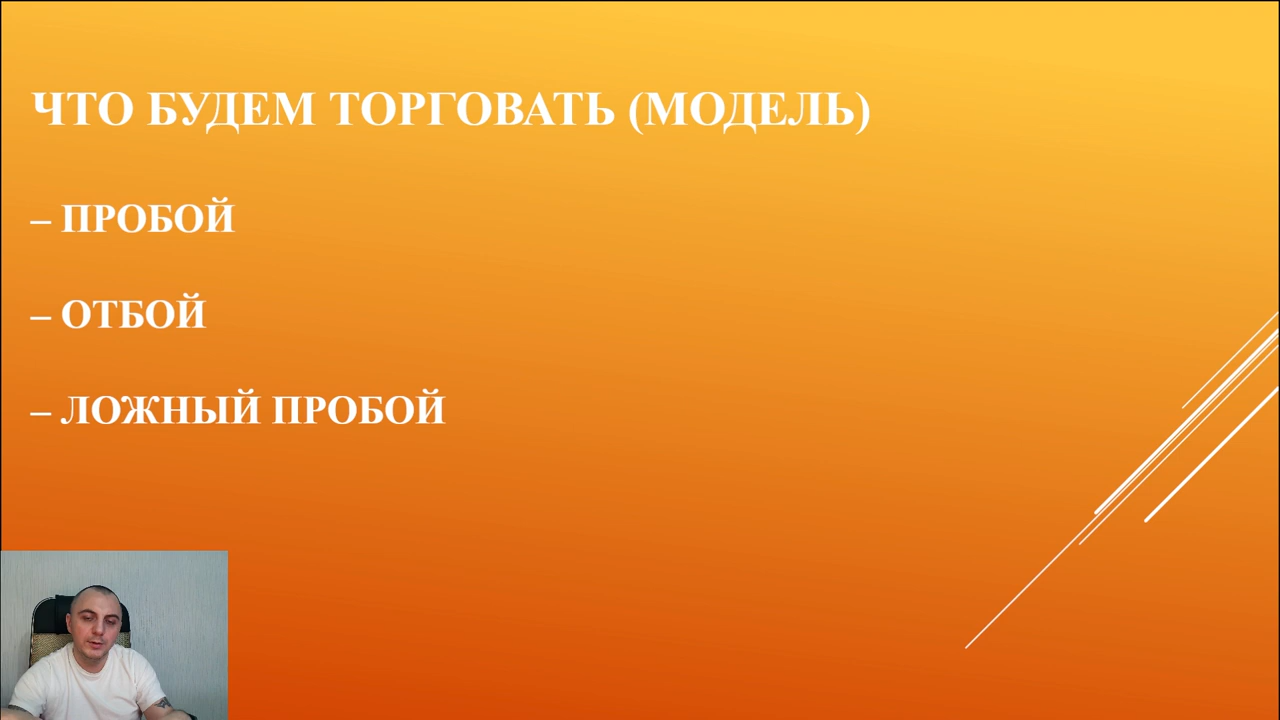 ЧТО БУДЕМ ТОРГОВАТЬ (МОДЕЛЬ)
– ПРОБОЙ
– ОТБОЙ
– ЛОЖНЫЙ ПРОБОЙ